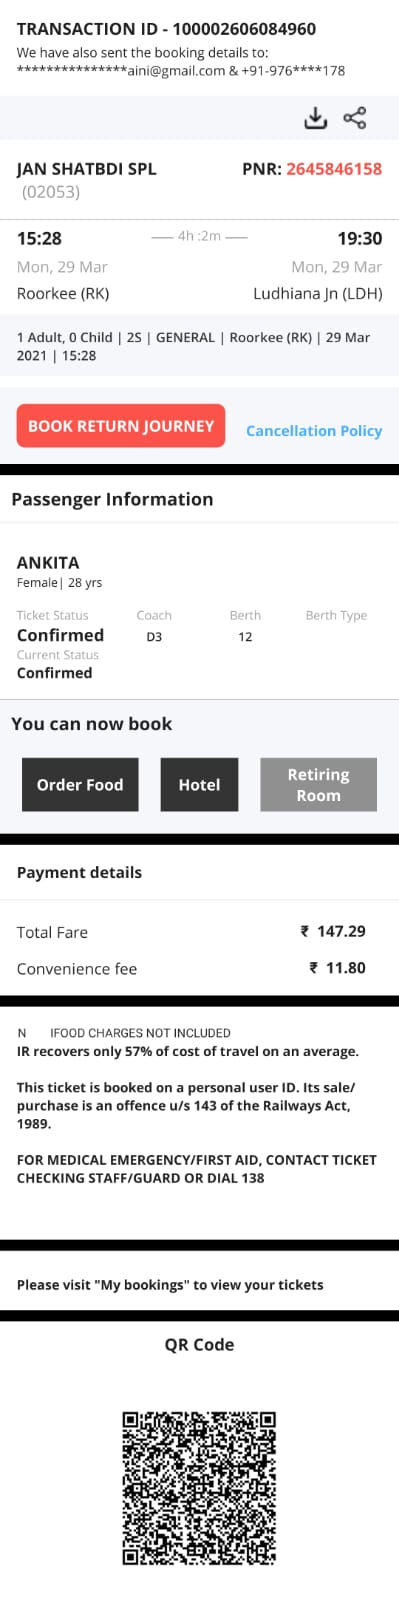 TRANSACTION ID - 100002606084960
We have also sent the booking details to:
***************aini@gmail.com & +91-976****178
JAN SHATBDI SPL PNR: 2645846158
(02053)
15:28 4h :2m 19:30
Mon, 29 Mar Mon, 29 Mar
Roorkee (RK) Ludhiana Jn (LDH)
1 Adult, 0 Child | 2S | GENERAL | Roorkee (RK) | 29 Mar
2021 | 15:28
BOOK RETURN JOURNEY Cancellation Policy
Passenger Information
ANKITA
Female| 28 yrs
Ticket Status Coach Berth Berth Type
Confirmed D3 12
Current Status
Confirmed
You can now book
Order Food Hotel Retiring
Room
Payment details
Total Fare ₹ 147.29
Convenience fee ₹ 11.80
N IFOOD CHARGES NOT INCLUDED
IR recovers only 57% of cost of travel on an average.
This ticket is booked on a personal user ID. Its sale/
purchase is an offence u/s 143 of the Railways Act,
1989.
FOR MEDICAL EMERGENCY/FIRST AID, CONTACT TICKET
CHECKING STAFF/GUARD OR DIAL 138
Please visit "My bookings" to view your tickets
QR Code